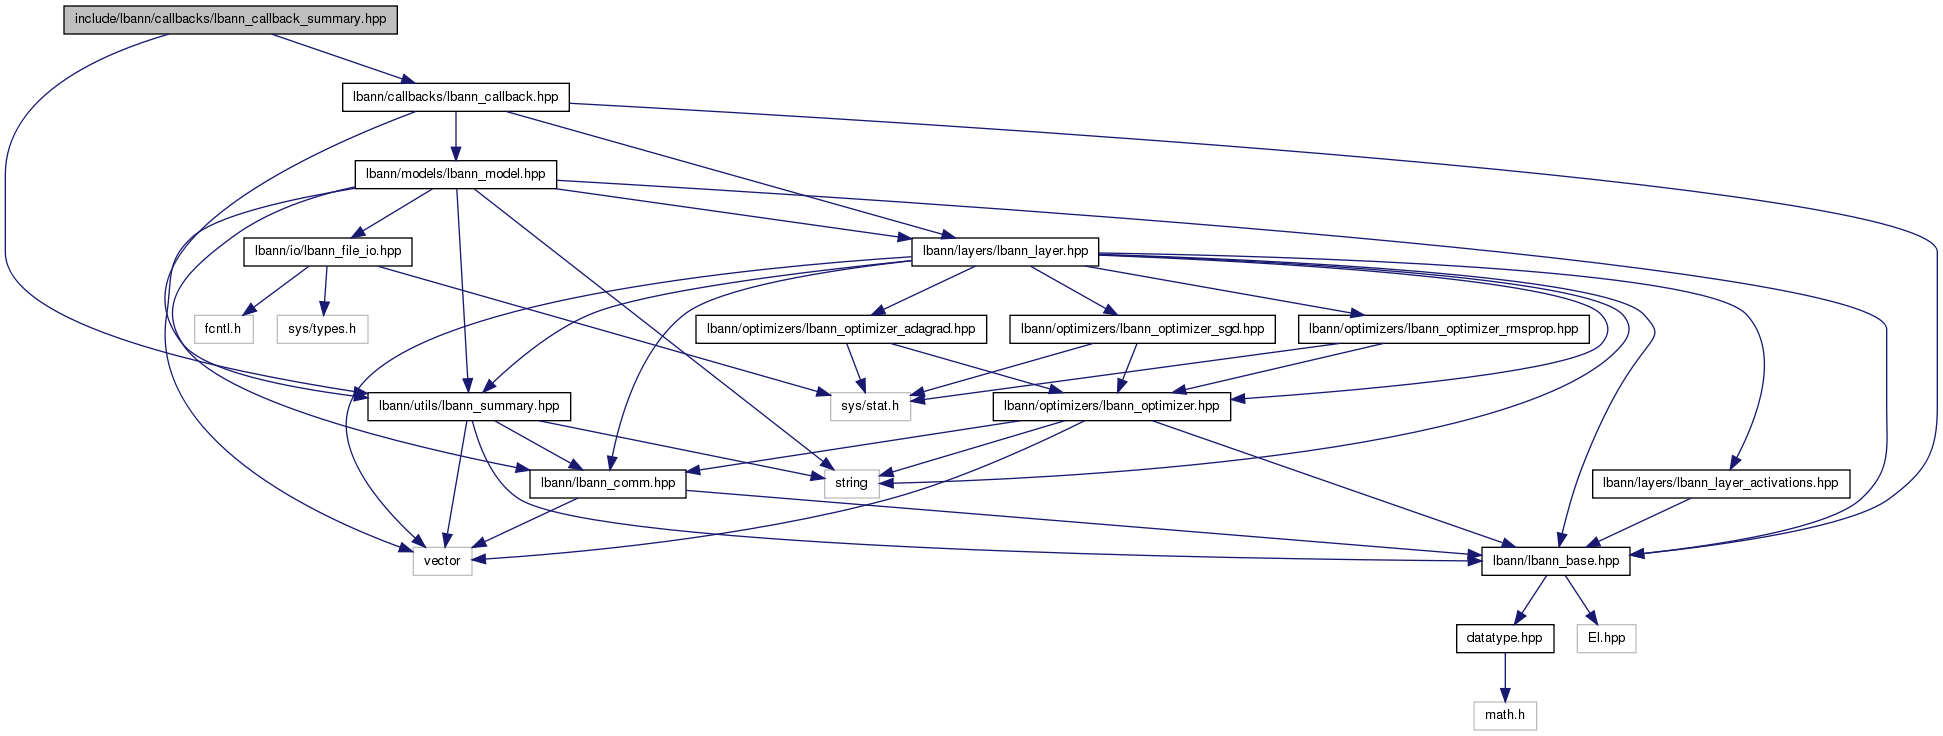 include/lbann/callbacks/lbann_callback_summary.hpp
lbann/callbacks/lbann_callback.hpp
lbann/models/lbann_model.hpp
lbann/io/lbann_file_io.hpp
lbann/layers/lbann_layer.hpp
fcntl.h
sys/types.h
lbann/optimizers/lbann_optimizer_adagrad.hpp
lbann/optimizers/lbann_optimizer_sgd.hpp
lbann/optimizers/lbann_optimizer_rmsprop.hpp
lbann/utils/lbann_summary.hpp
sys/stat.h
lbann/optimizers/lbann_optimizer.hpp
lbann/lbann_comm.hpp
string
lbann/layers/lbann_layer_activations.hpp
vector
lbann/lbann_base.hpp
datatype.hpp
El.hpp
math.h